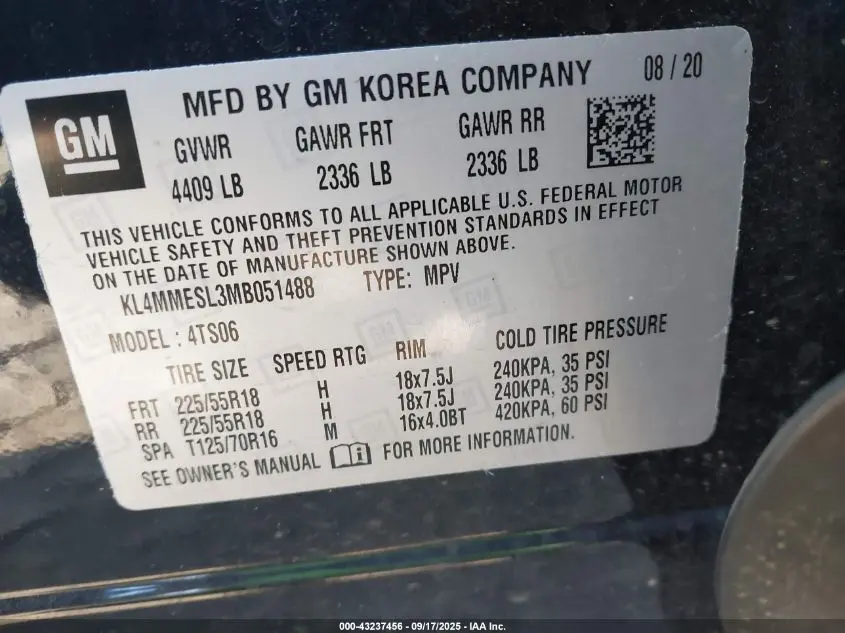 MFD BY GM KOREA COMPANY 08 / 20
GM
GVWR GAWR FRT GAWR RR
4409 LB 2336 LB 2336 LB
THIS VEHICLE CONFORMS TO ALL APPLICABLE U.S. FEDERAL MOTOR
VEHICLE SAFETY AND THEFT PREVENTION STANDARDS IN EFFECT
ON THE DATE OF MANUFACTURE SHOWN ABOVE.
KL4MMESL3MB051488 TYPE: MPV
MODEL : 4TS06
TIRE SIZE SPEED RTG RIM COLD TIRE PRESSURE
FRT 225/55R18 H 18x7.5J 240KPA, 35 PSI
RR 225/55R18 H 18x7.5J 240KPA, 35 PSI
SPA T125/70R16 M 16x4.0BT 420KPA, 60 PSI
SEE OWNER'S MANUAL FOR MORE INFORMATION.
000-43237456 - 09/17/2025 - IAA Inc.